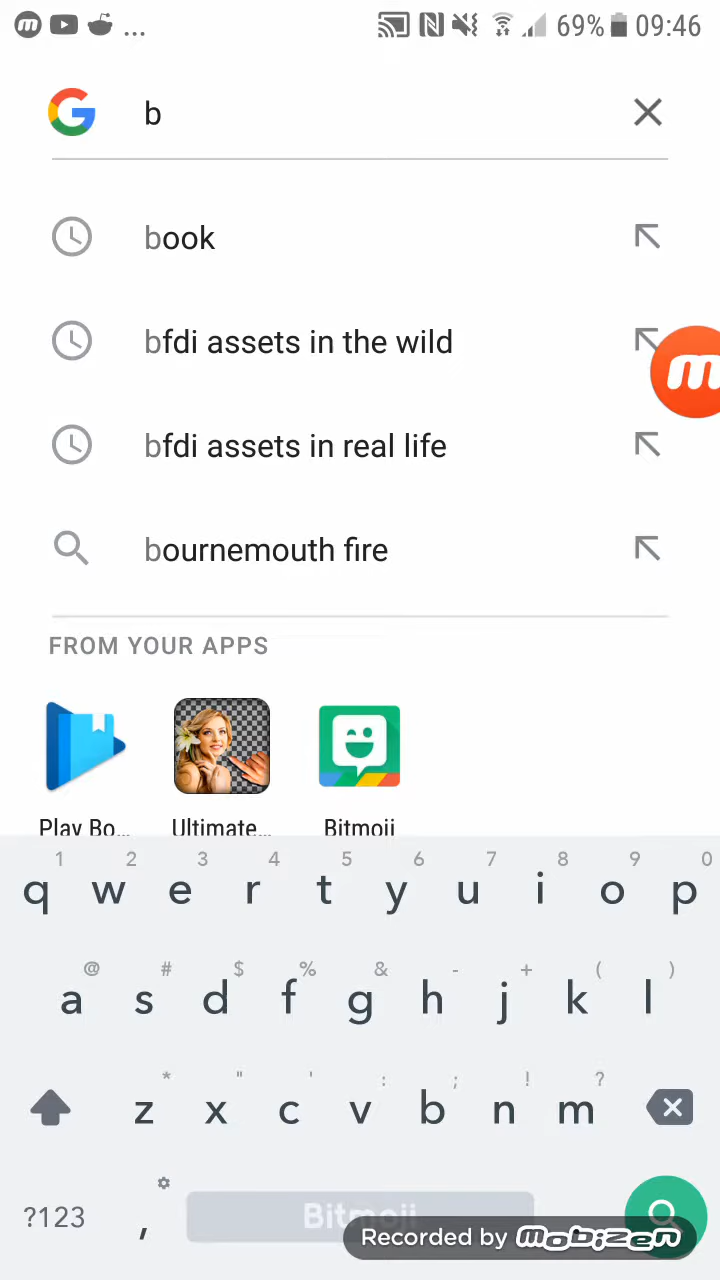 ... 69% 09:46
b
book
bfdi assets in the wild
bfdi assets in real life
bournemouth fire
FROM YOUR APPS
Play Bo... Ultimate... Bitmoji
1 2 3 4 5 6 7 8 9 0
q w e r t y u i o p
@ # $ % & - + ( )
a s d f g h j k l
* " ' : ; ! ?
z x c v b n m
?123 , Bitmoji
Recorded by mobizen